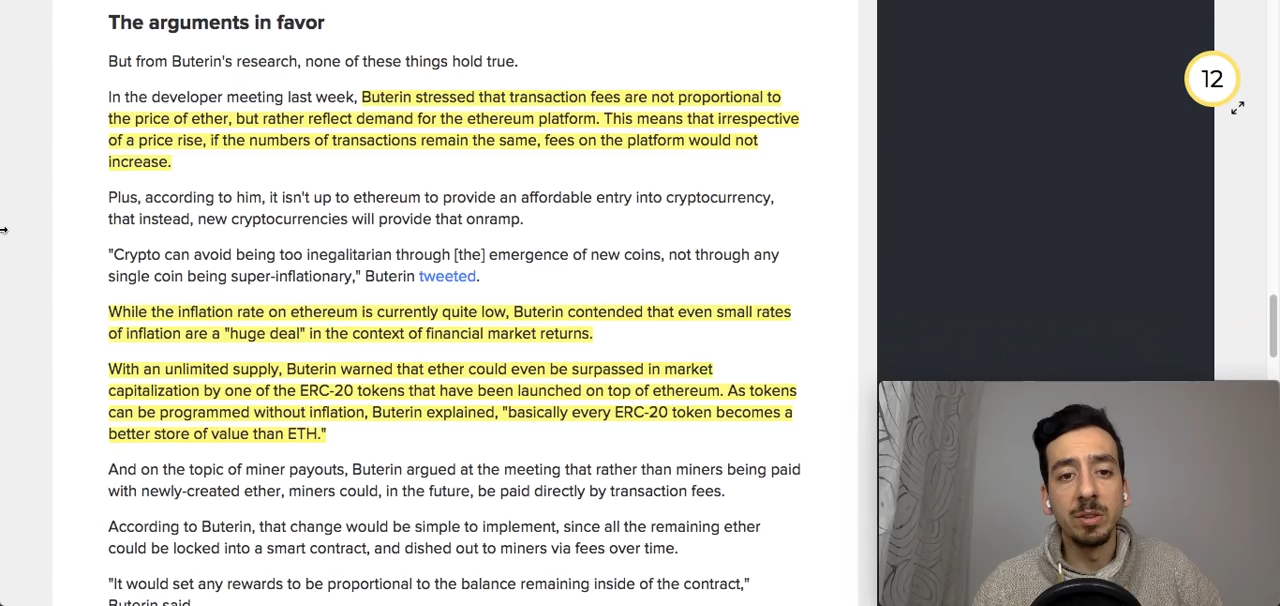 The arguments in favor
But from Buterin's research, none of these things hold true.
In the developer meeting last week, Buterin stressed that transaction fees are not proportional to
the price of ether, but rather reflect demand for the ethereum platform. This means that irrespective
of a price rise, if the numbers of transactions remain the same, fees on the platform would not
increase.
Plus, according to him, it isn't up to ethereum to provide an affordable entry into cryptocurrency,
that instead, new cryptocurrencies will provide that onramp.
"Crypto can avoid being too inegalitarian through [the] emergence of new coins, not through any
single coin being super-inflationary," Buterin tweeted.
While the inflation rate on ethereum is currently quite low, Buterin contended that even small rates
of inflation are a "huge deal" in the context of financial market returns.
With an unlimited supply, Buterin warned that ether could even be surpassed in market
capitalization by one of the ERC-20 tokens that have been launched on top of ethereum. As tokens
can be programmed without inflation, Buterin explained, "basically every ERC-20 token becomes a
better store of value than ETH."
And on the topic of miner payouts, Buterin argued at the meeting that rather than miners being paid
with newly-created ether, miners could, in the future, be paid directly by transaction fees.
According to Buterin, that change would be simple to implement, since all the remaining ether
could be locked into a smart contract, and dished out to miners via fees over time.
"It would set any rewards to be proportional to the balance remaining inside of the contract,"
Buterin said.
12